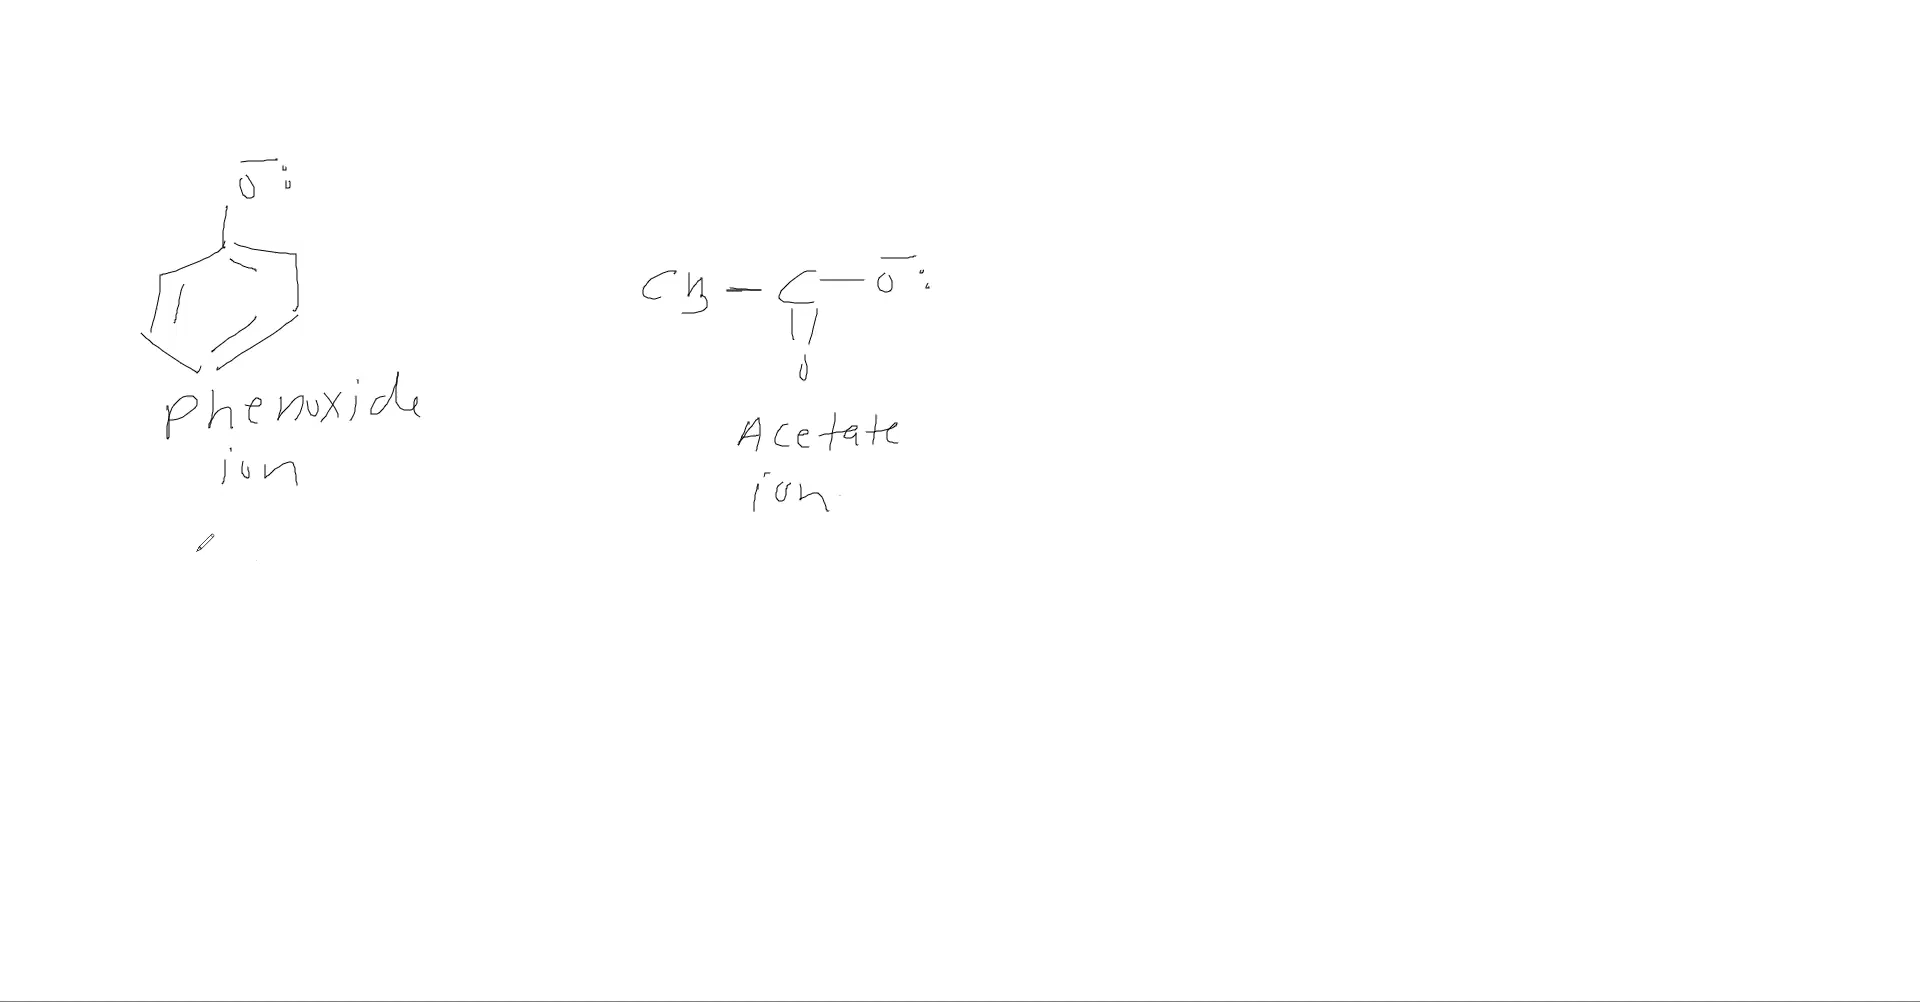 O⁻:
CH3 — C — O⁻:
O
phenoxide
ion
Acetate
ion